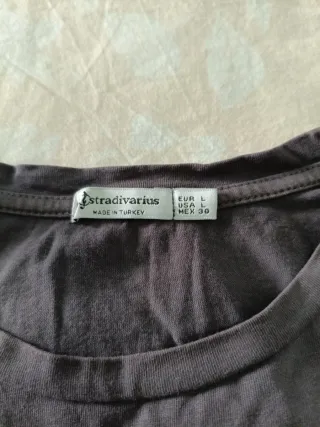 stradivarius
MADE IN TURKEY
EUR L
USA L
MEX 30